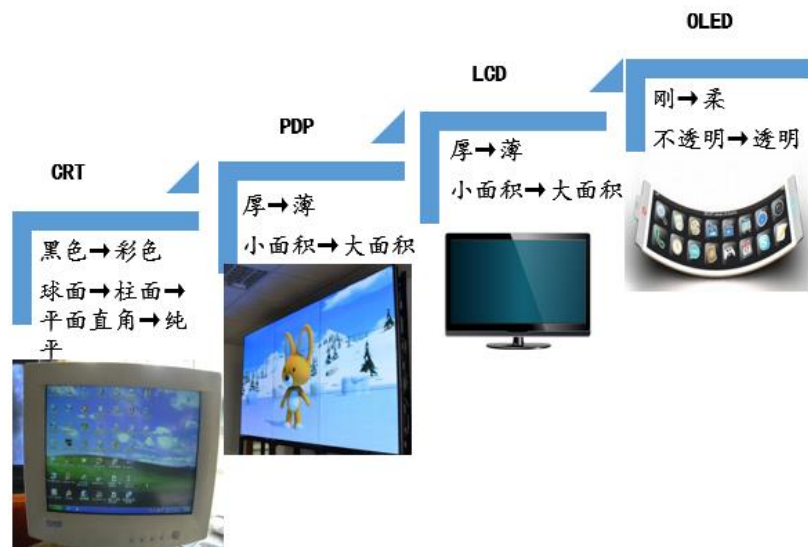 CRT
黑色→彩色
球面→柱面→
平面直角→纯
平
PDP
厚→薄
小面积→大面积
LCD
厚→薄
小面积→大面积
OLED
刚→柔
不透明→透明